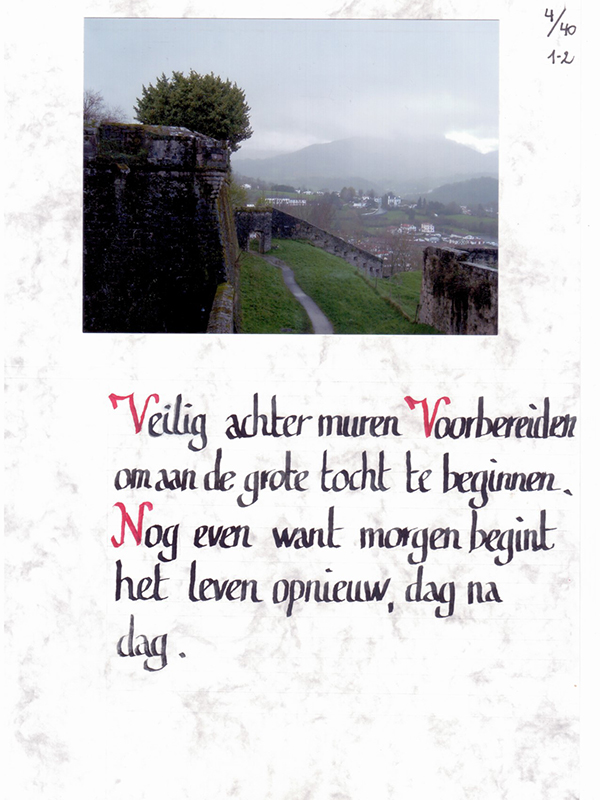 4/40
1-2
Veilig achter muren Voorbereiden
om aan de grote tocht te beginnen.
Nog even want morgen begint
het leven opnieuw, dag na
dag.